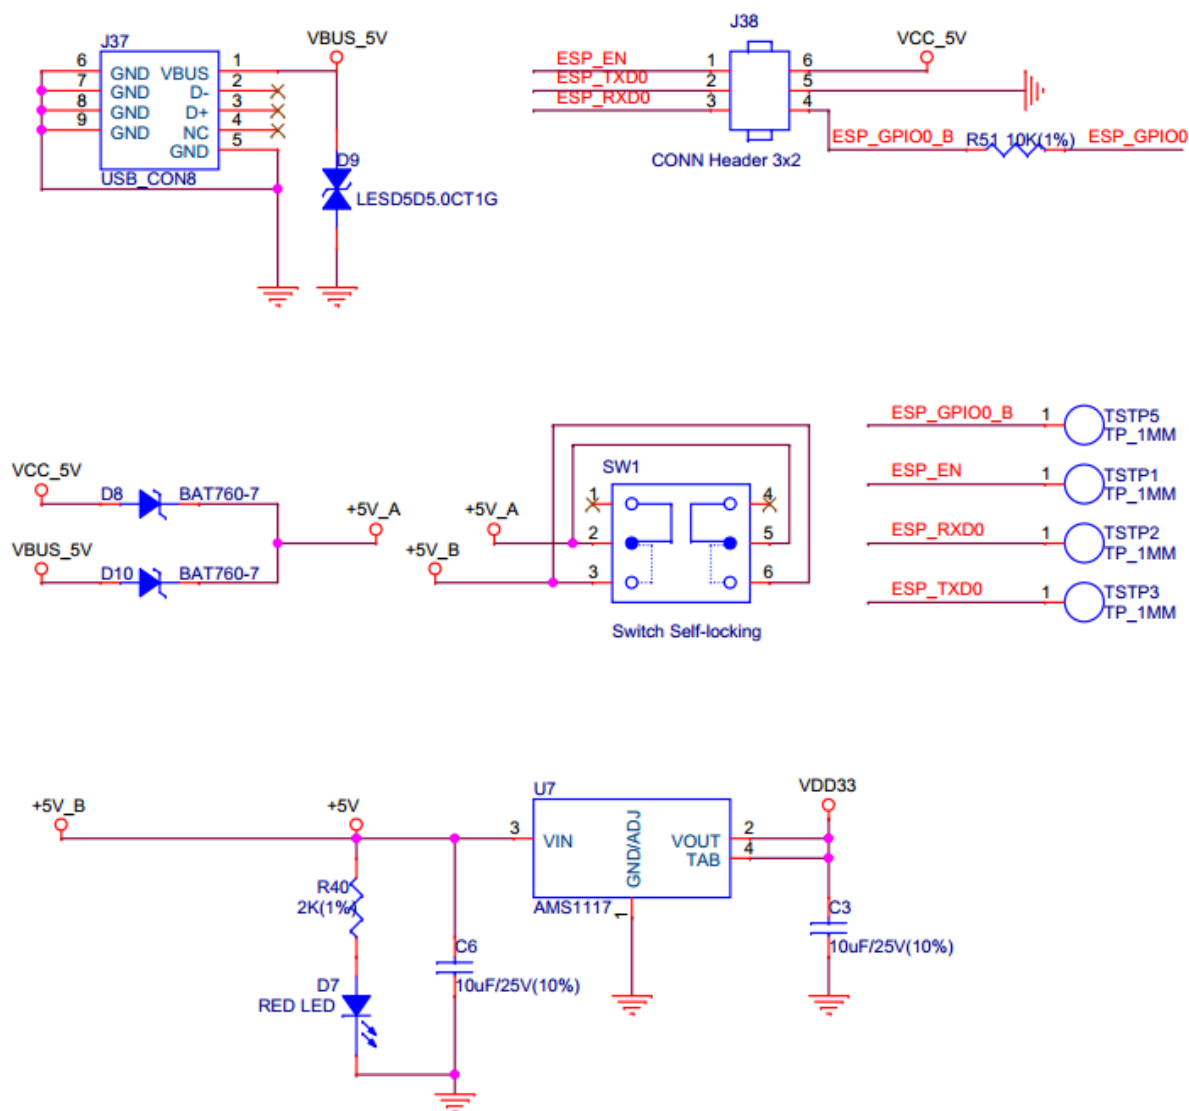 J37
VBUS_5V
6 GND VBUS 1
7 GND D- 2
8 GND D+ 3
9 GND NC 4
GND 5
USB_CON8
D9
LESD5D5.0CT1G
J38
VCC_5V
ESP_EN 1 6
ESP_TXD0 2 5
ESP_RXD0 3 4
ESP_GPIO0_B R51 10K(1%) ESP_GPIO0
CONN Header 3x2
VCC_5V
D8 BAT760-7
VBUS_5V
D10 BAT760-7
+5V_A
+5V_A
+5V_B
SW1
1 4
2 5
3 6
Switch Self-locking
ESP_GPIO0_B 1 TSTP5
TP_1MM
ESP_EN 1 TSTP1
TP_1MM
ESP_RXD0 1 TSTP2
TP_1MM
ESP_TXD0 1 TSTP3
TP_1MM
+5V_B
+5V
R40
2K(1%)
D7
RED LED
C6
10uF/25V(10%)
U7
3 VIN
GND/ADJ
VOUT 2
TAB 4
AMS1117
1
VDD33
C3
10uF/25V(10%)